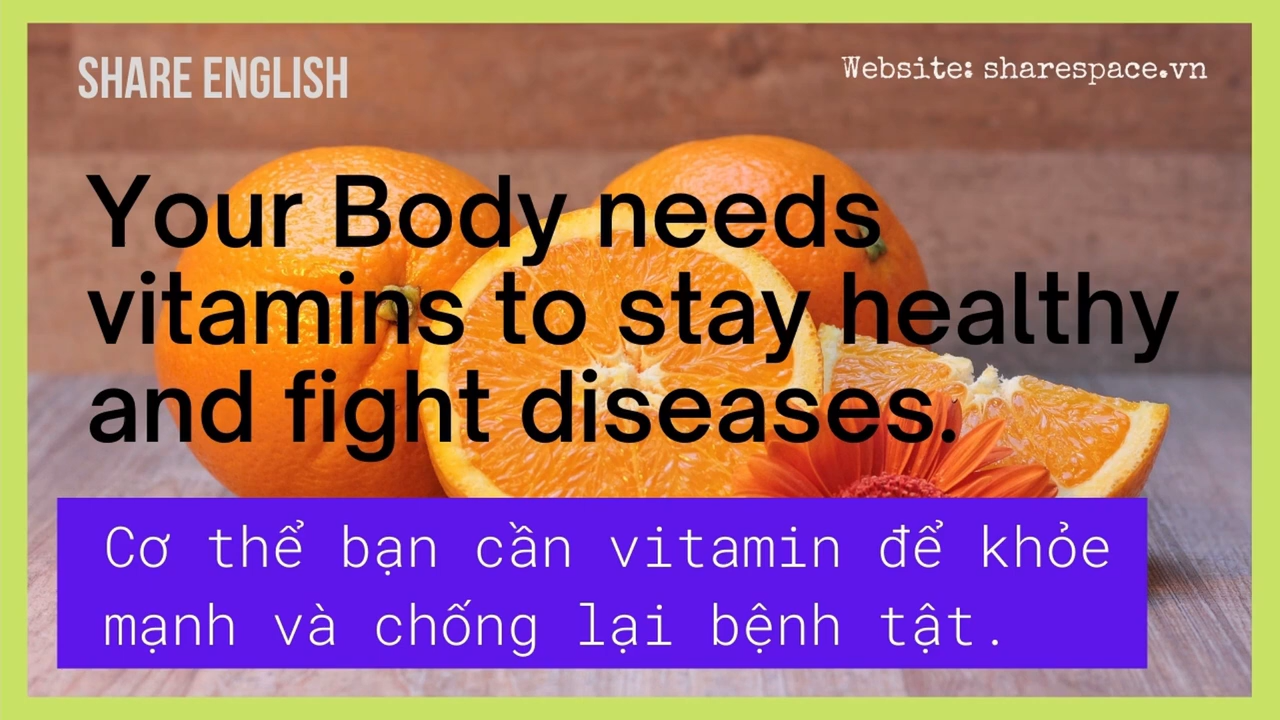 SHARE ENGLISH
Website: sharespace.vn
Your Body needs
vitamins to stay healthy
and fight diseases.
Cơ thể bạn cần vitamin để khỏe
mạnh và chống lại bệnh tật.